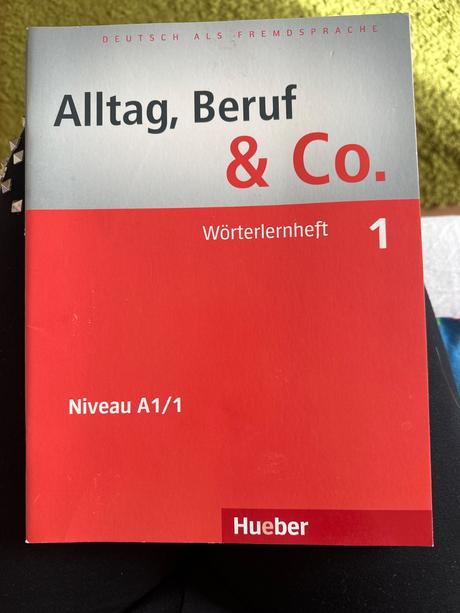 DEUTSCH ALS FREMDSPRACHE
Alltag, Beruf
& Co.
Wörterlernheft 1
Niveau A1/1
Hueber